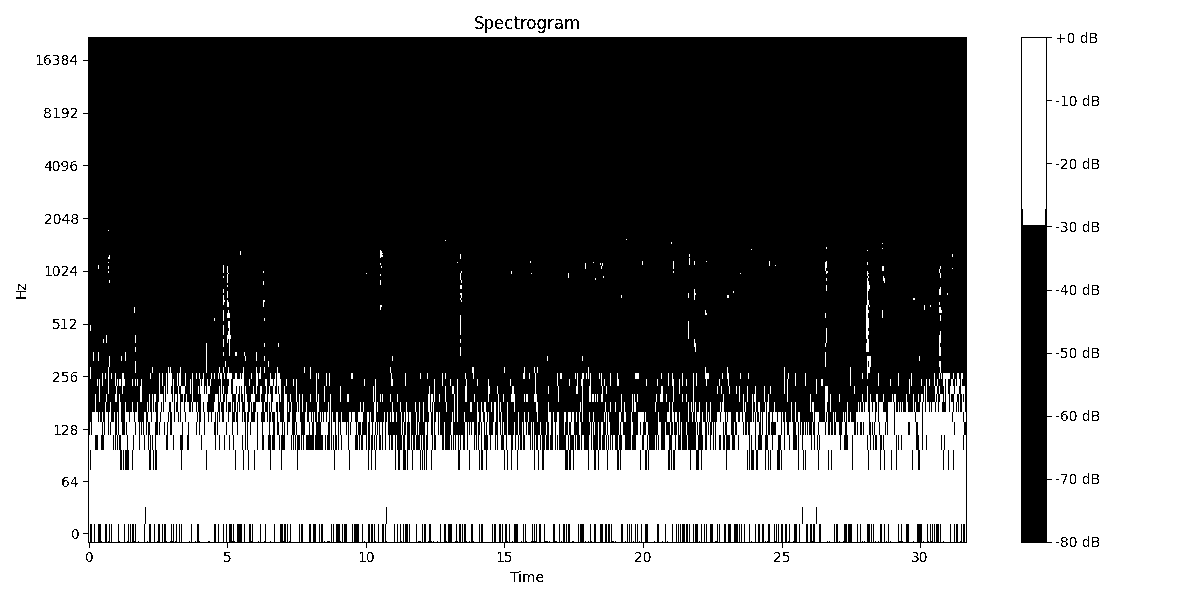 Spectrogram
16384
8192
4096
2048
1024
512
256
128
64
0
Hz
0 5 10 15 20 25 30
Time
+0 dB
-10 dB
-20 dB
-30 dB
-40 dB
-50 dB
-60 dB
-70 dB
-80 dB